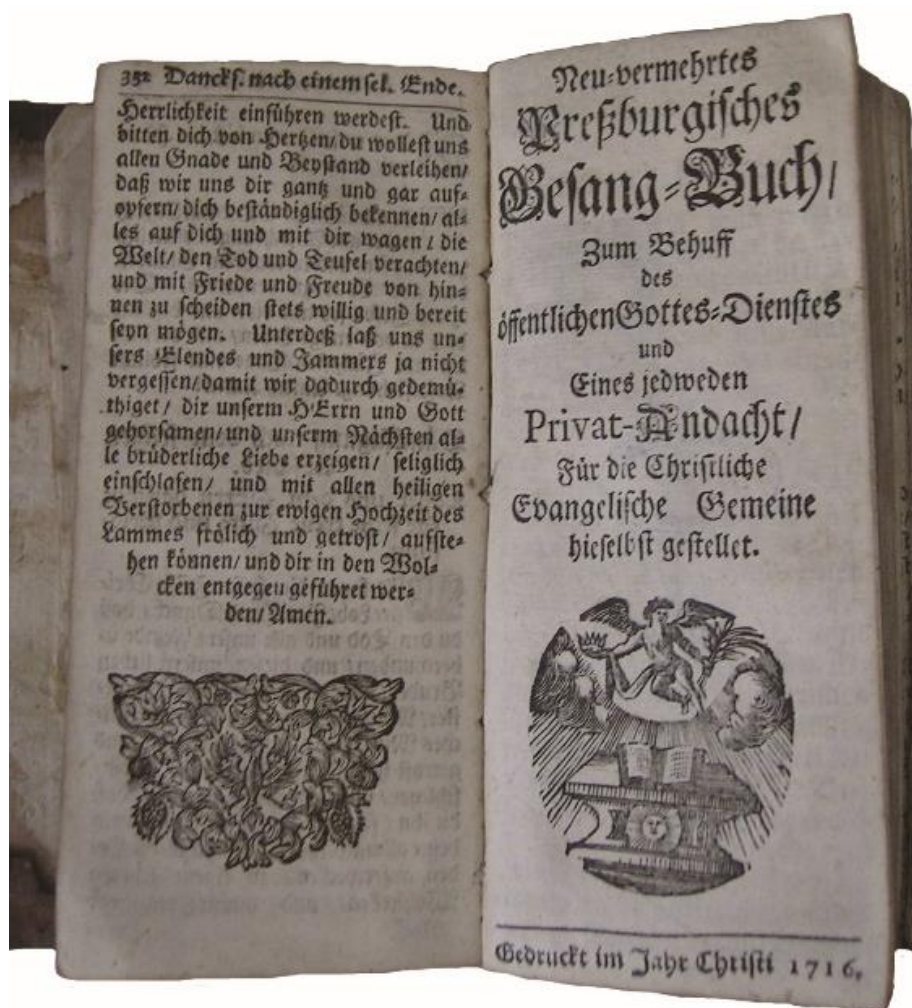 352 Dancks. nach einem sel. Ende.
Herrlichkeit einführen werdest. Und
bitten dich von Hertzen/ du wollest uns
allen Gnade und Beystand verleihen/
daß wir uns dir gantz und gar auf-
opfern/ dich beständiglich bekennen/ al-
les auf dich und mit dir wagen / die
Welt/ den Tod und Teufel verachten/
und mit Friede und Freude von hin-
nen zu scheiden stets willig und bereit
seyn mögen. Unterdeß laß uns un-
sers Elendes und Jammers ja nicht
vergessen/ damit wir dadurch gedemü-
thiget / dir unserm HErrn und Gott
gehorsamen/ und unserm Nächsten al-
le brüderliche Liebe erzeigen/ seliglich
einschlafen/ und mit allen heiligen
Verstorbenen zur ewigen Hochzeit des
Lammes frölich und getrost/ aufste-
hen können/ und dir in den Wol-
cken entgegen geführet wer-
den/ Amen.
Neu-vermehrtes
Preßburgisches
Gesang-Buch/
Zum Behuff
des
öffentlichen Gottes-Dienstes
und
Eines jedweden
Privat-Andacht/
Für die Christliche
Evangelische Gemeine
hieselbst gestellet.
Gedruckt im Jahr Christi 1716.